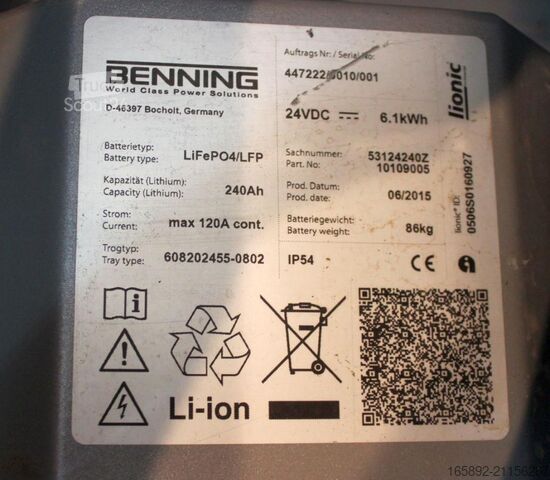 BENNING
World Class Power Solutions
D-46397 Bocholt, Germany
Batterietyp:
Battery type: LiFePO4/LFP
Kapazität (Lithium):
Capacity (Lithium): 240Ah
Strom:
Current: max 120A cont.
Trogtyp:
Tray type: 608202455-0802
Auftrags Nr.: / Serial No:
447222/0010/001
24VDC 6.1kWh
Sachnummer: 53124240Z
Part. No: 10109005
Prod. Datum:
Prod. date: 06/2015
Batteriegewicht:
Battery weight: 86kg
IP54 CE
lionic
lionic® ID:
0506S0160927
Li-ion
Truck
Scout
165892-2115628